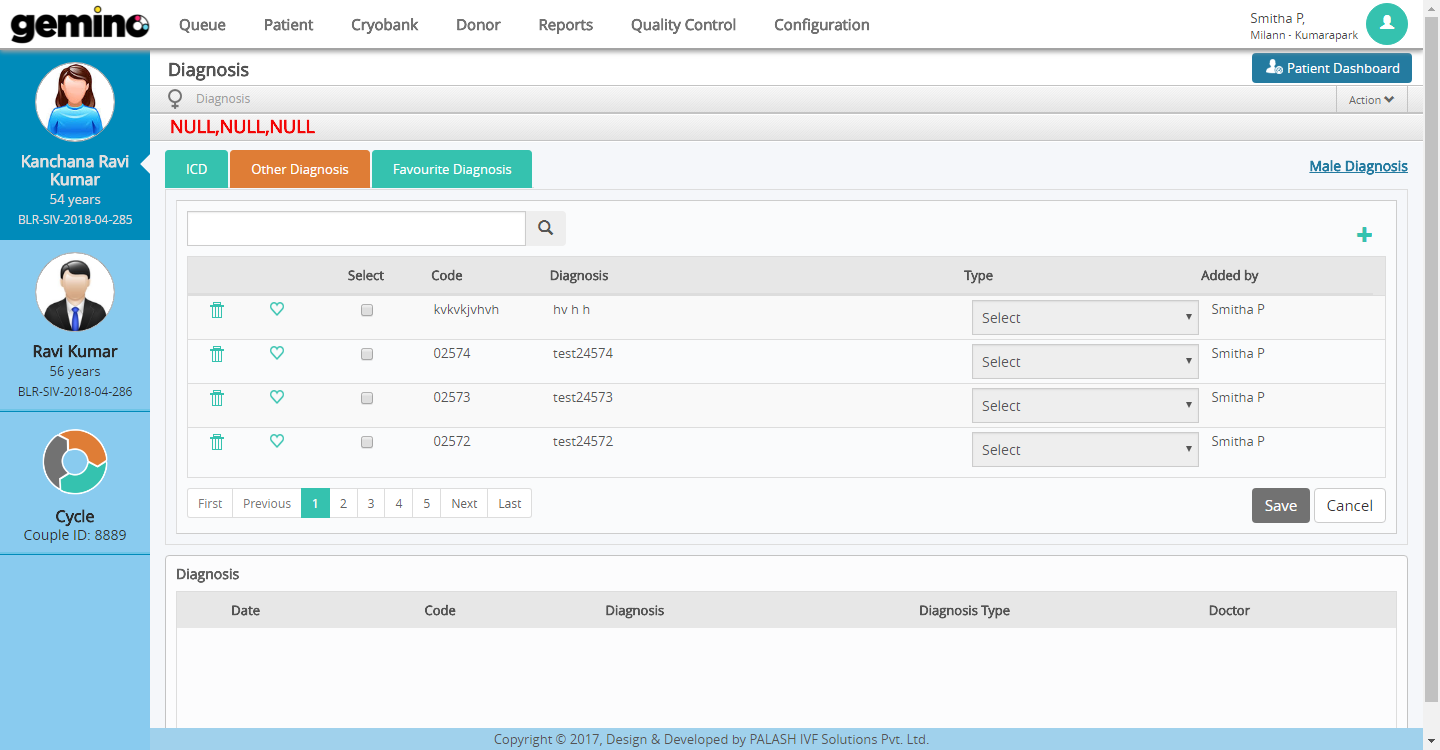 gemino
Queue Patient Cryobank Donor Reports Quality Control Configuration
Smitha P,
Milann - Kumarapark
Kanchana Ravi
Kumar
54 years
BLR-SIV-2018-04-285
Ravi Kumar
56 years
BLR-SIV-2018-04-286
Cycle
Couple ID: 8889
Diagnosis
Patient Dashboard
Diagnosis
Action
NULL,NULL,NULL
ICD Other Diagnosis Favourite Diagnosis
Male Diagnosis
Select Code Diagnosis Type Added by
kvkvkjvhvh hv h h Select Smitha P
02574 test24574 Select Smitha P
02573 test24573 Select Smitha P
02572 test24572 Select Smitha P
First Previous 1 2 3 4 5 Next Last
Save Cancel
Diagnosis
Date Code Diagnosis Diagnosis Type Doctor
Copyright © 2017, Design & Developed by PALASH IVF Solutions Pvt. Ltd.